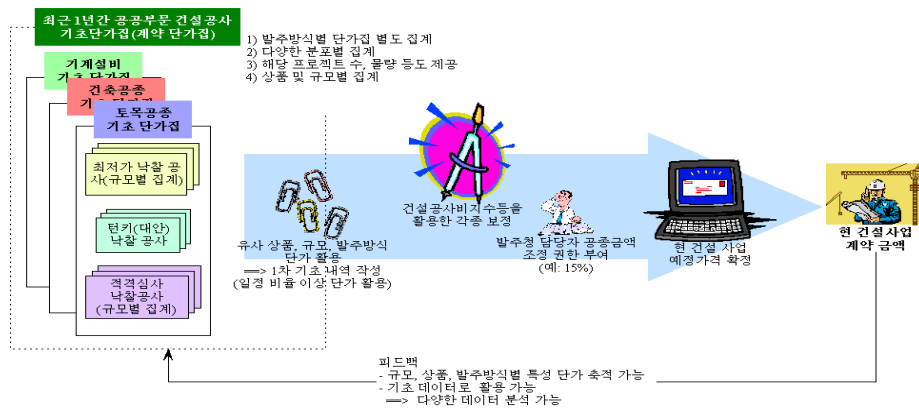 최근 1년간 공공부문 건설공사
기초단가집(계약 단가집)
1) 발주방식별 단가집 별도 집계
2) 다양한 분포별 집계
3) 해당 프로젝트 수, 물량 등도 제공
4) 상품 및 규모별 집계
기계설비
기초 단가집
건축공종
기초 단가집
토목공종
기초 단가집
최저가 낙찰 공
사(규모별 집계)
턴키(대안)
낙찰 공사
적격심사
낙찰공사
(규모별 집계)
유사 상품, 규모, 발주방식
단가 활용
==> 1차 기초 내역 작성
(일정 비율 이상 단가 활용)
건설공사비지수등을
활용한 각종 보정
발주청 담당자 공종금액
조정 권한 부여
(예: 15%)
현 건설 사업
예정가격 확정
현 건설사업
계약 금액
피드백
- 규모, 상품, 발주방식별 특성 단가 축적 가능
- 기초 데이터로 활용 가능
==> 다양한 데이터 분석 가능